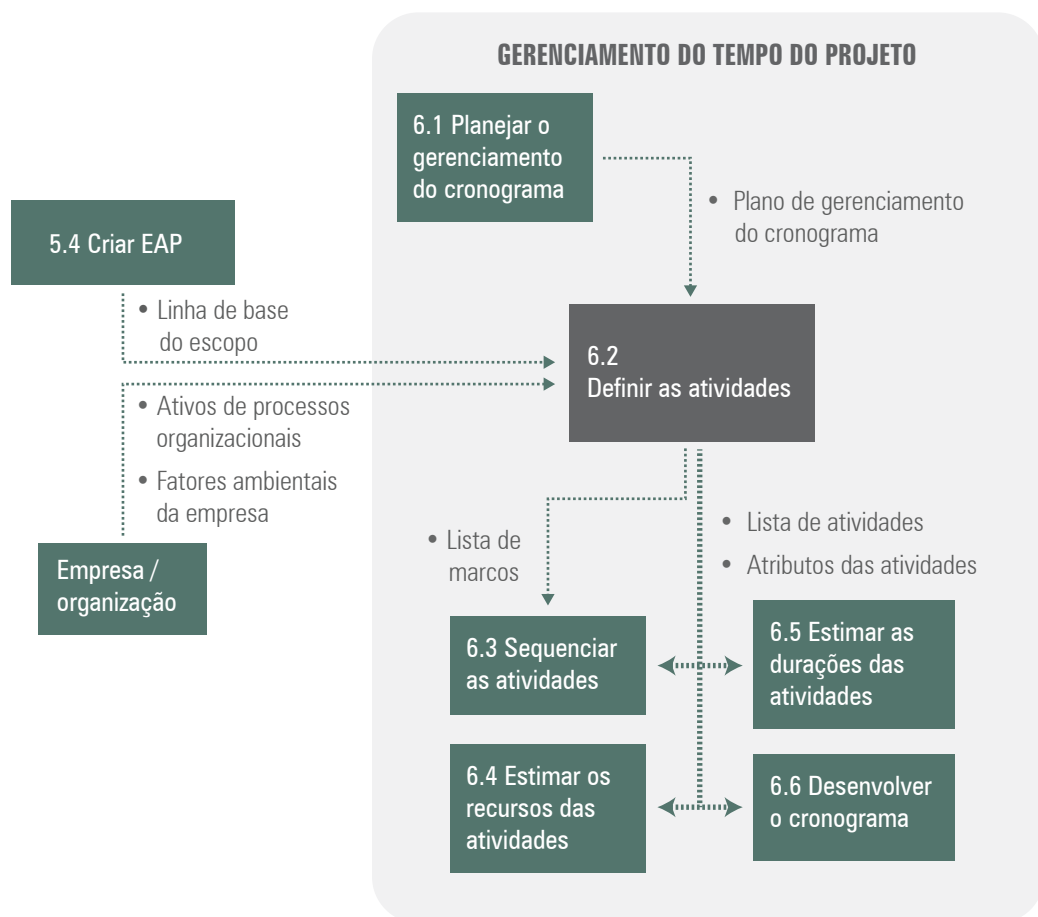 GERENCIAMENTO DO TEMPO DO PROJETO
6.1 Planejar o
gerenciamento
do cronograma
• Plano de gerenciamento
do cronograma
5.4 Criar EAP
• Linha de base
do escopo
6.2
Definir as atividades
• Ativos de processos
organizacionais
• Fatores ambientais
da empresa
Empresa /
organização
• Lista de
marcos
• Lista de atividades
• Atributos das atividades
6.3 Sequenciar
as atividades
6.5 Estimar as
durações das
atividades
6.4 Estimar os
recursos das
atividades
6.6 Desenvolver
o cronograma